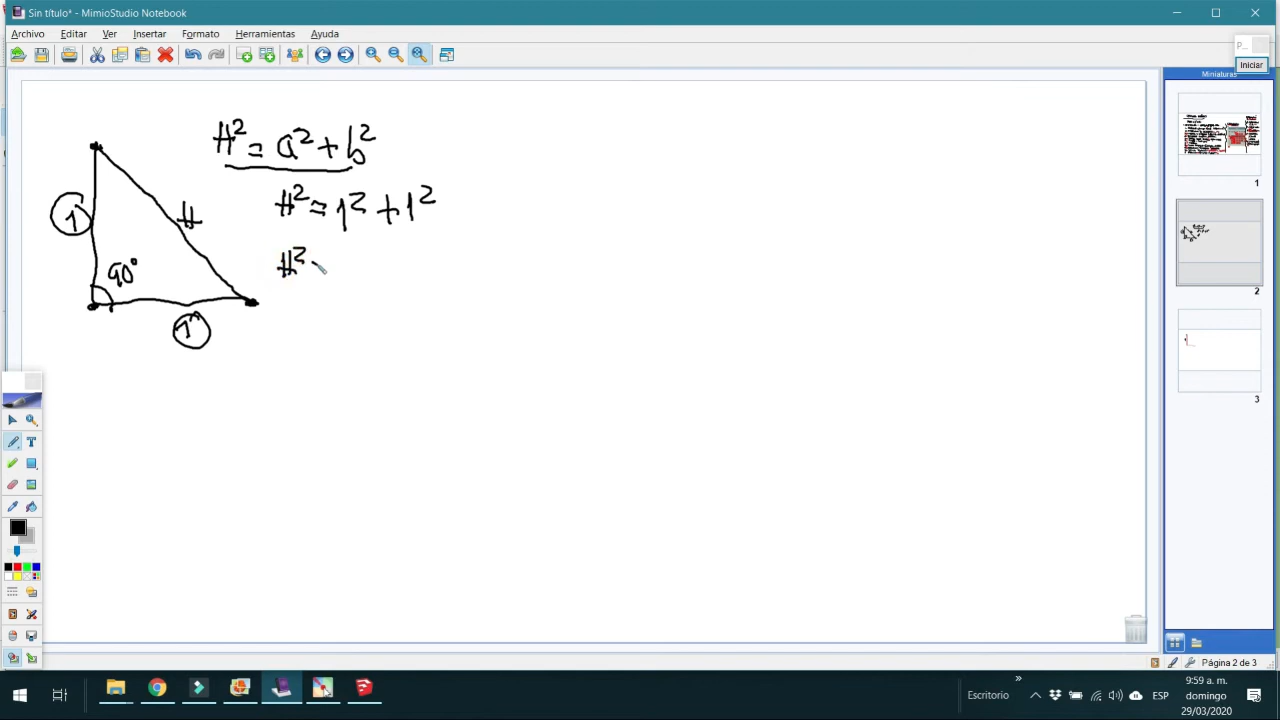 Sin título* - MimioStudio Notebook
Archivo Editar Ver Insertar Formato Herramientas Ayuda
P...
Iniciar
Miniaturas
H² = a² + b²
H² = 1² + 1²
H²
1
H
90°
1
1
2
3
Página 2 de 3
Escritorio
»
ESP
9:59 a. m.
domingo
29/03/2020